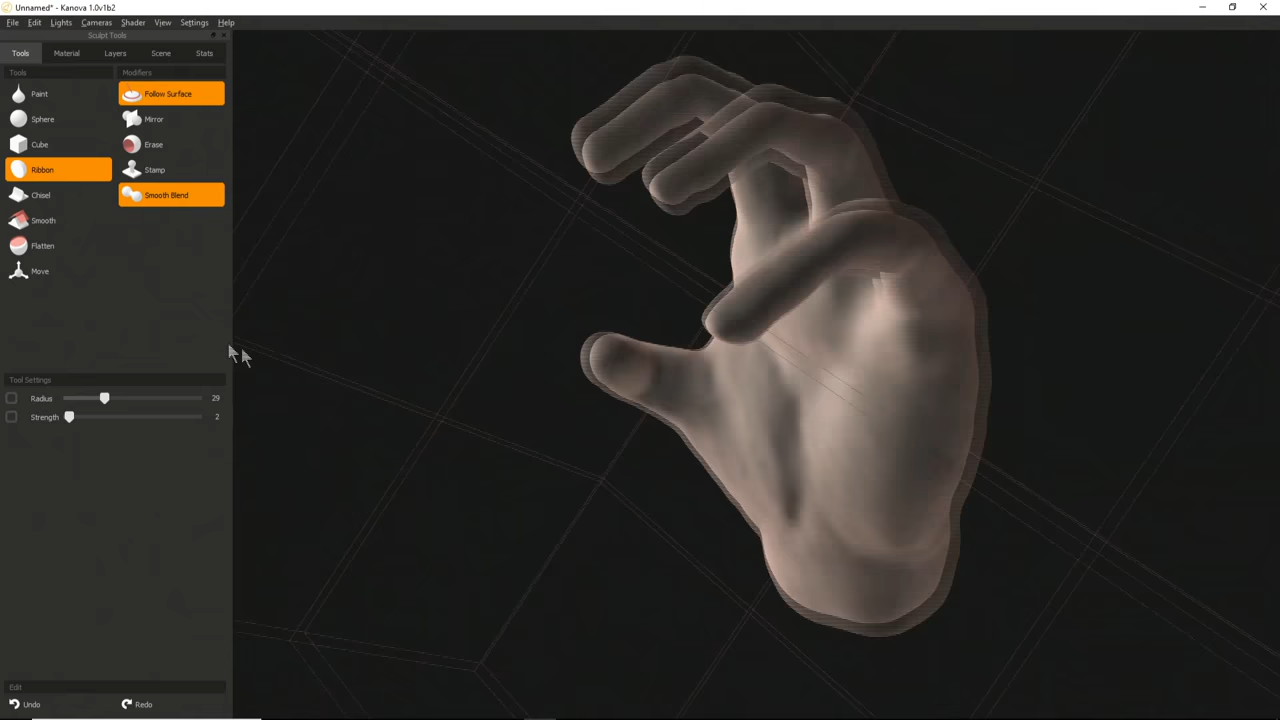 Unnamed* - Kanova 1.0v1b2
File Edit Lights Cameras Shader View Settings Help
Sculpt Tools
Tools Material Layers Scene Stats
Tools Modifiers
Paint Follow Surface
Sphere Mirror
Cube Erase
Ribbon Stamp
Chisel Smooth Blend
Smooth
Flatten
Move
Tool Settings
Radius 29
Strength 2
Edit
Undo Redo